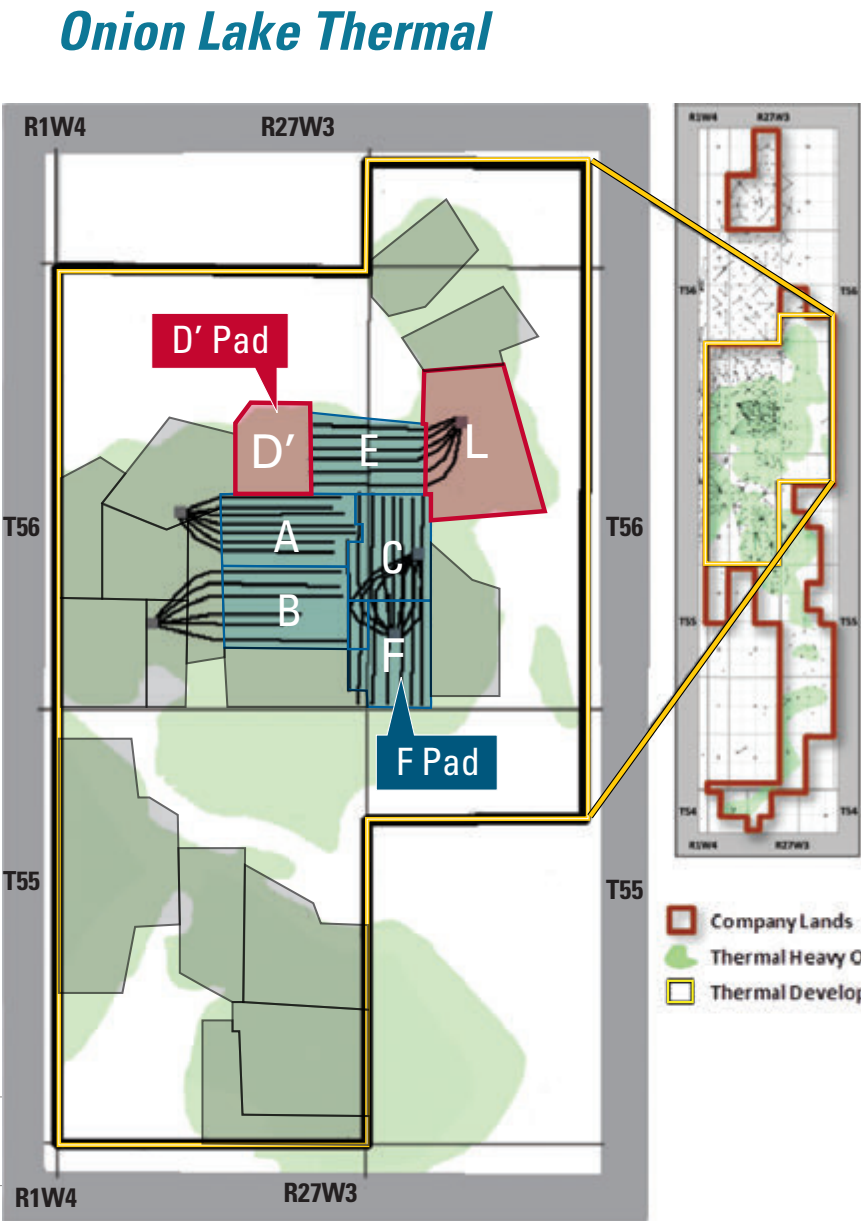 Onion Lake Thermal
R1W4 R27W3
R1W4 R27W3
T56 T56
D' Pad
D' E L
T56 A T56
C
B
T55 T55
F
F Pad
T54 T54
R1W4 R27W3
T55 T55
Company Lands
Thermal Heavy O
Thermal Develop
R1W4 R27W3